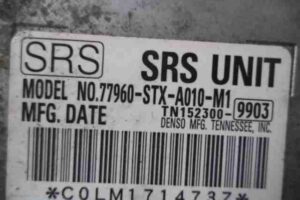 SRS SRS UNIT
MODEL NO.77960-STX-A010-M1
MFG. DATE TN152300-9903
DENSO MFG. TENNESSEE, INC.
*C0LM1714737*